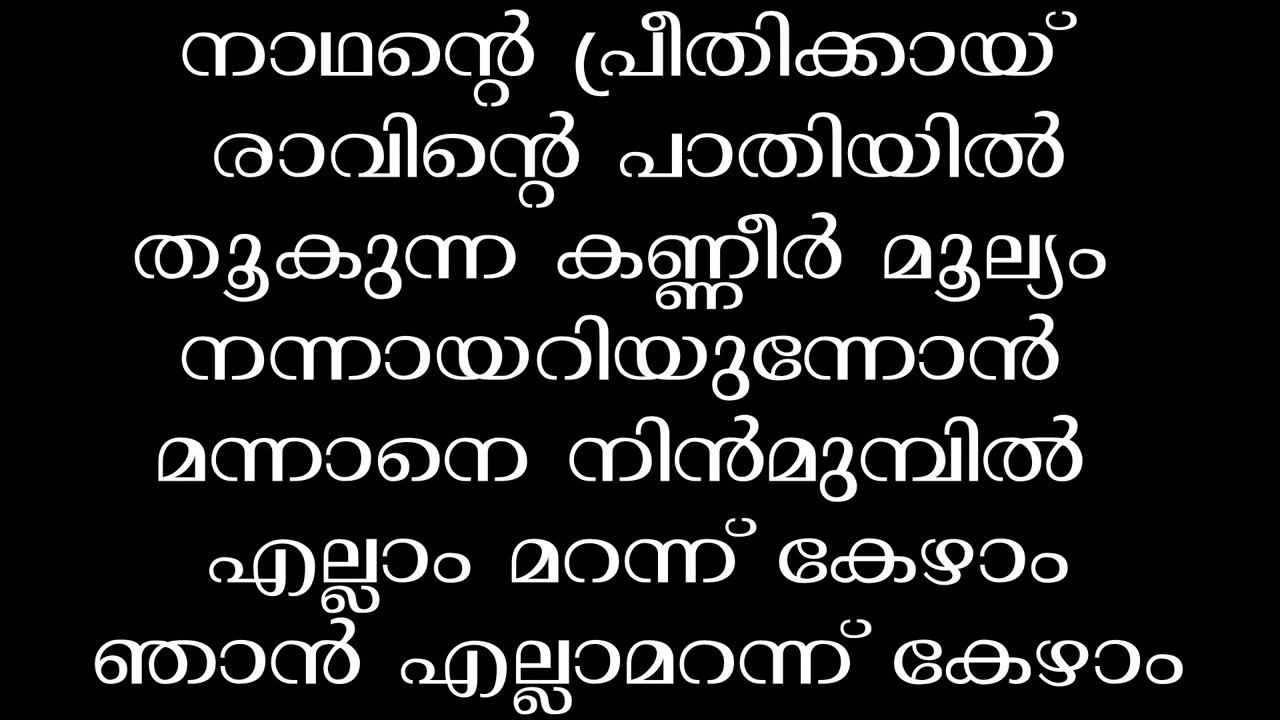 നാഥന്റെ പ്രീതിക്കായ്
രാവിന്റെ പാതിയിൽ
തൂകുന്ന കണ്ണീർ മൂല്യം
നന്നായറിയുന്നോൻ
മന്നാനെ നിൻമുമ്പിൽ
എല്ലാം മറന്ന് കേഴാം
ഞാൻ എല്ലാമറന്ന് കേഴാം